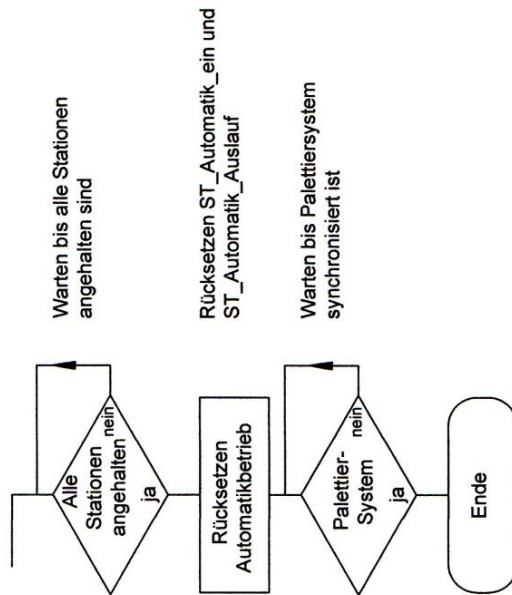 Alle
Stationen
angehalten
nein
ja
Warten bis alle Stationen
angehalten sind
Rücksetzen
Automatikbetrieb
Rücksetzen ST_Automatik_ein und
ST_Automatik_Auslauf
Palettier-
System
nein
ja
Warten bis Palettiersystem
synchronisiert ist
Ende